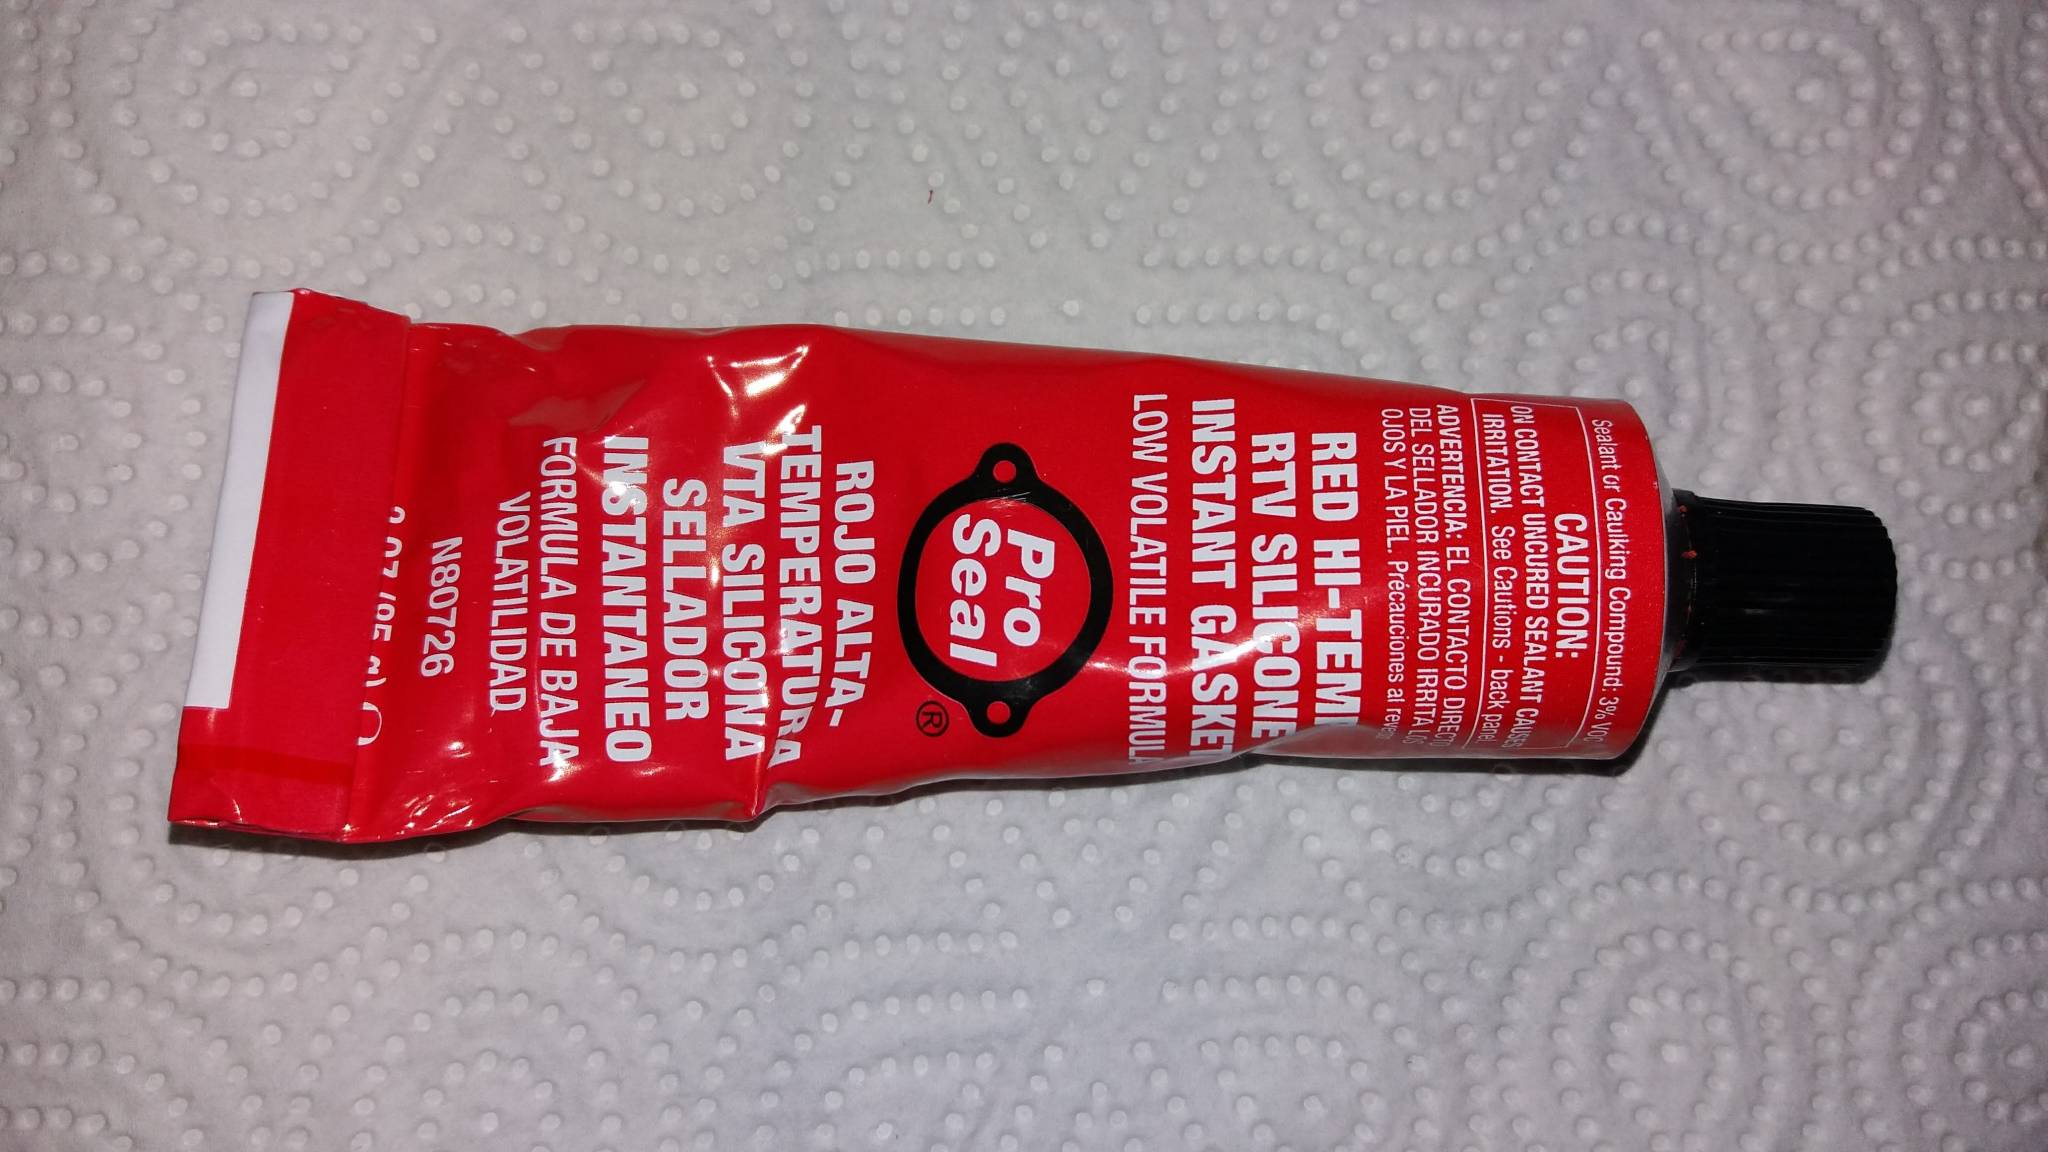 Sealant or Caulking Compound: 3% VOC
CAUTION:
ON CONTACT UNCURED SEALANT CAUSES
IRRITATION. See Cautions - back panel
ADVERTENCIA: EL CONTACTO DIRECTO
DEL SELLADOR INCURADO IRRITA LOS
OJOS Y LA PIEL. Précauciones al
RED HI-TEMP
RTV SILICONE
INSTANT GASKET
LOW VOLATILE FORMULA
Pro
Seal
®
ROJO ALTA-
TEMPERATURA
VTA SILICONA
SELLADOR
INSTANTANEO
FORMULA DE BAJA
VOLATILIDAD
N80726